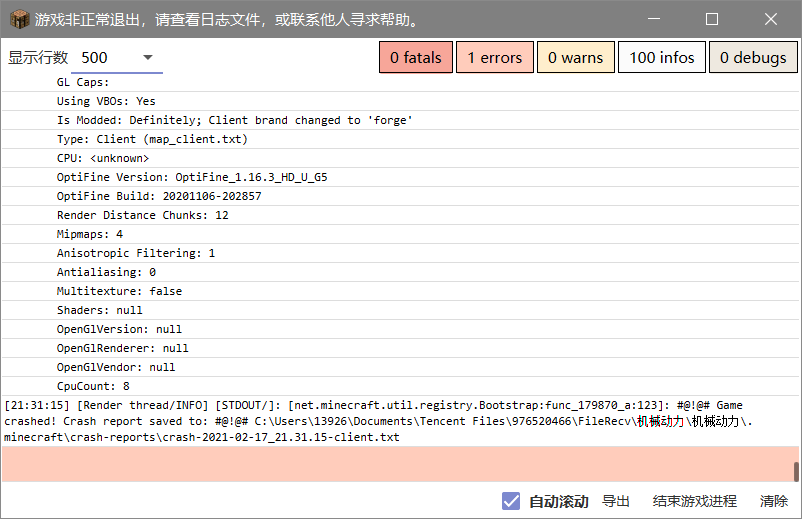 游戏非正常退出，请查看日志文件，或联系他人寻求帮助。
显示行数 500 0 fatals 1 errors 0 warns 100 infos 0 debugs
GL Caps:
Using VBOs: Yes
Is Modded: Definitely; Client brand changed to 'forge'
Type: Client (map_client.txt)
CPU: <unknown>
OptiFine Version: OptiFine_1.16.3_HD_U_G5
OptiFine Build: 20201106-202857
Render Distance Chunks: 12
Mipmaps: 4
Anisotropic Filtering: 1
Antialiasing: 0
Multitexture: false
Shaders: null
OpenGlVersion: null
OpenGlRenderer: null
OpenGlVendor: null
CpuCount: 8
[21:31:15] [Render thread/INFO] [STDOUT/]: [net.minecraft.util.registry.Bootstrap:func_179870_a:123]: #@!@# Game
crashed! Crash report saved to: #@!@# C:\Users\13926\Documents\Tencent Files\976520466\FileRecv\机械动力\机械动力\.
minecraft\crash-reports\crash-2021-02-17_21.31.15-client.txt
自动滚动 导出 结束游戏进程 清除